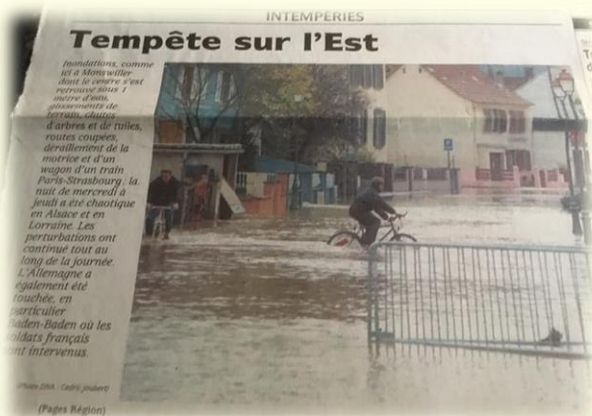 INTEMPÉRIES
Tempête sur l'Est
Inondations, comme
ici à Monswiller
dont le centre s'est
retrouvé sous 1
mètre d'eau,
glissements de
terrain, chutes
d'arbres et de tuiles,
routes coupées,
déraillement de la
motrice et d'un
wagon d'un train
Paris-Strasbourg, la
nuit de mercredi à
jeudi a été chaotique
en Alsace et en
Lorraine. Les
perturbations ont
continué tout au
long de la journée.
L'Allemagne a
également été
touchée, en
particulier
Baden-Baden où les
soldats français
sont intervenus.
(Photo DNA - Cédric Joubert)
(Pages Région)